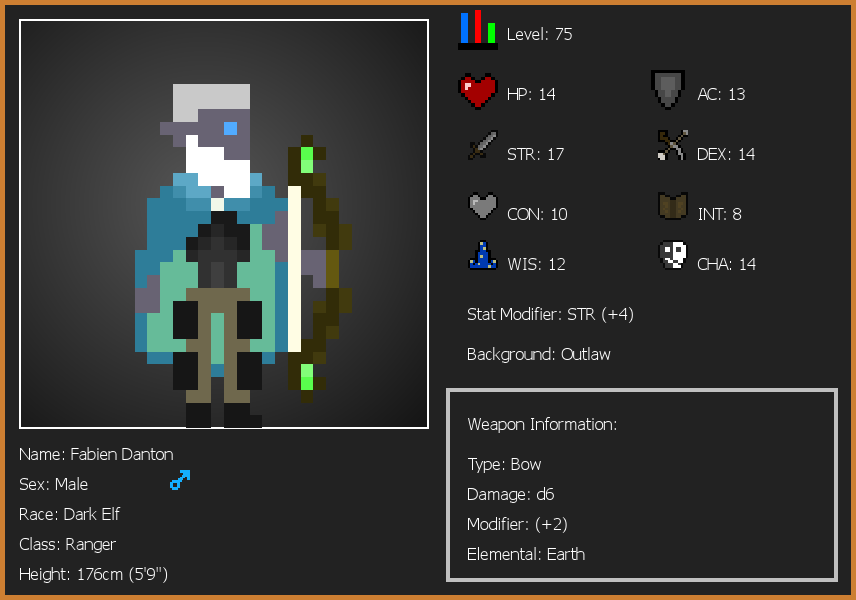 Level: 75
HP: 14
AC: 13
STR: 17
DEX: 14
CON: 10
INT: 8
WIS: 12
CHA: 14
Stat Modifier: STR (+4)
Background: Outlaw
Weapon Information:
Type: Bow
Damage: d6
Modifier: (+2)
Elemental: Earth
Name: Fabien Danton
Sex: Male
Race: Dark Elf
Class: Ranger
Height: 176cm (5'9")